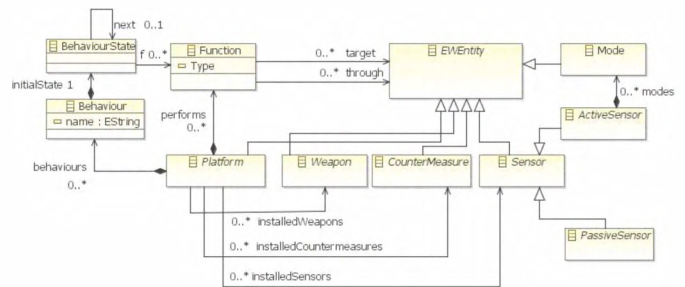 next 0..1
BehaviourState
f 0..*
Function
Type
0..* target
0..* through
EWEntity
Mode
initialState 1
Behaviour
name : EString
performs
0..*
0..* modes
ActiveSensor
behaviours
0..*
Platform
Weapon
CounterMeasure
Sensor
0..* installedWeapons
0..* installedCountermeasures
0..* installedSensors
PassiveSensor